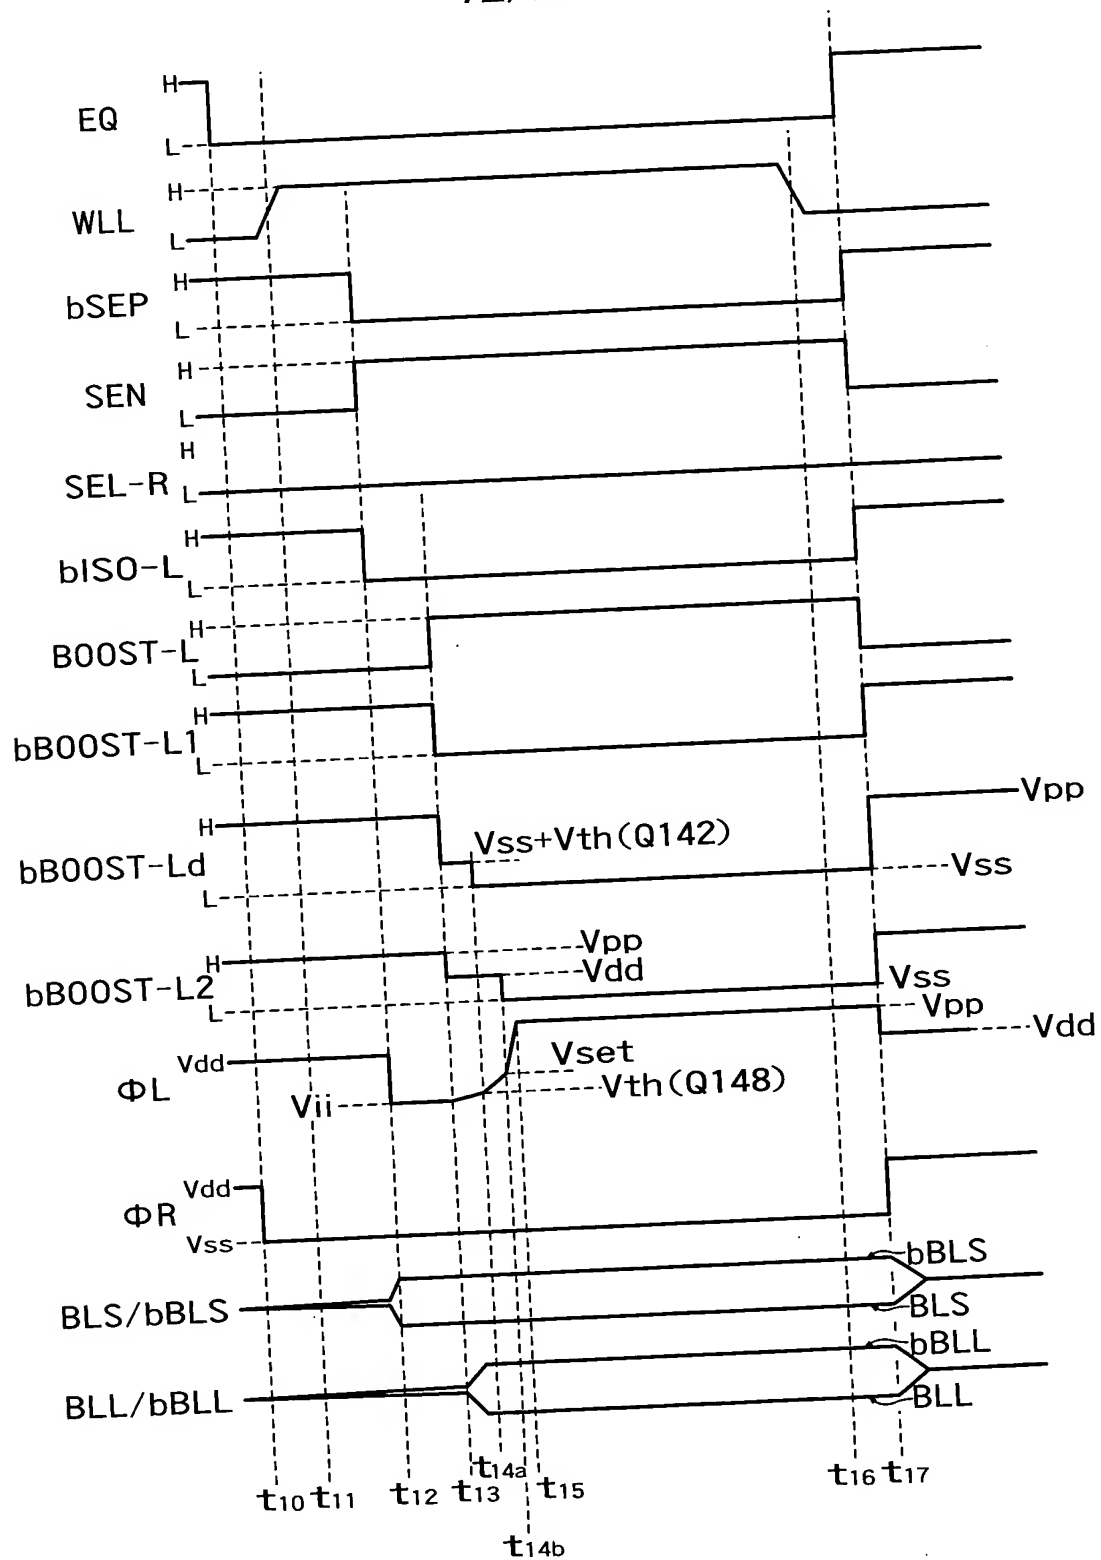 H
EQ
L
H
WLL
L
H
bSEP
L
H
SEN
L
H
SEL-R
L
H
bISO-L
L
H
BOOST-L
L
H
bBOOST-L1
L
Vpp
H
Vss+Vth(Q142)
bBOOST-Ld
Vss
L
Vpp
H
Vdd
bBOOST-L2
Vss
L
Vpp
Vdd
Vdd
Vset
ΦL
Vth(Q148)
Vii
Vdd
ΦR
Vss
bBLS
BLS/bBLS
BLS
bBLL
BLL/bBLL
BLL
t10 t11 t12 t13 t14a t15 t16 t17
t14b